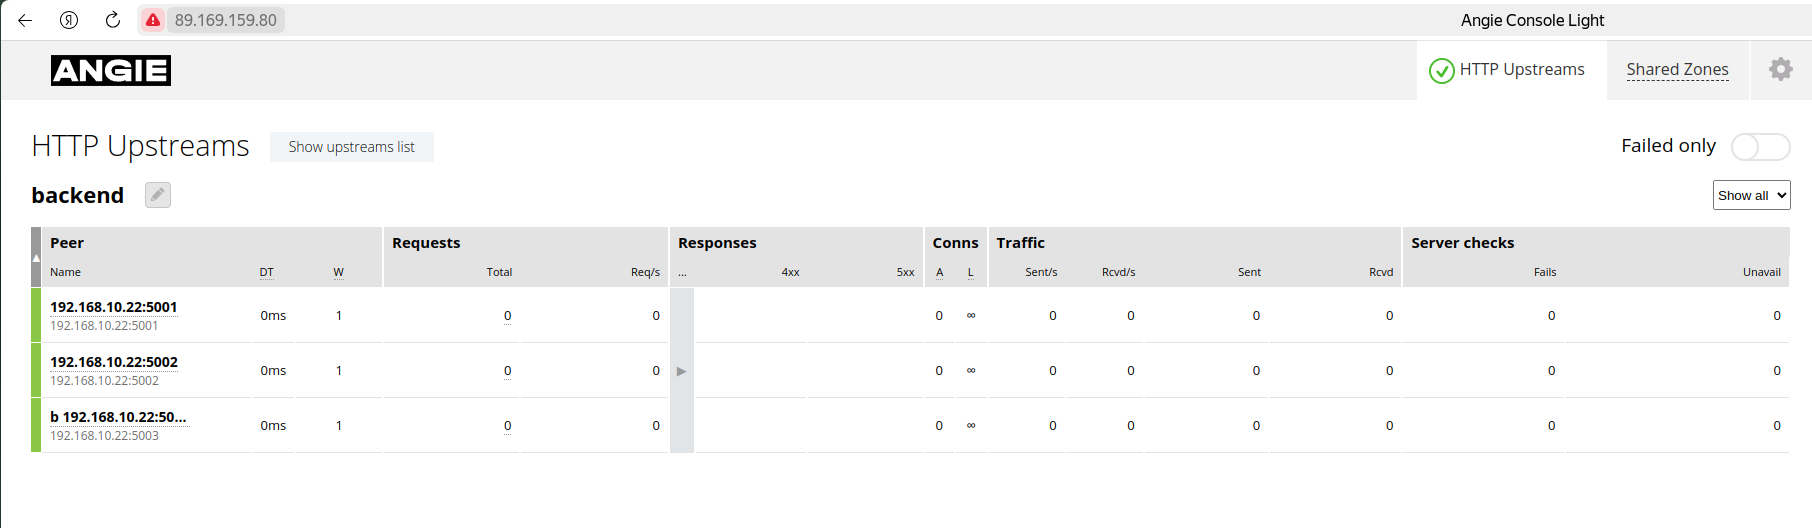 89.169.159.80 Angie Console Light
ANGIE HTTP Upstreams Shared Zones
HTTP Upstreams Show upstreams list Failed only
backend Show all
Peer Requests Responses Conns Traffic Server checks
Name DT W Total Req/s ... 4xx 5xx A L Sent/s Rcvd/s Sent Rcvd Fails Unavail
192.168.10.22:5001
192.168.10.22:5001 0ms 1 0 0 0 ∞ 0 0 0 0 0 0
192.168.10.22:5002
192.168.10.22:5002 0ms 1 0 0 0 ∞ 0 0 0 0 0 0
b 192.168.10.22:50...
192.168.10.22:5003 0ms 1 0 0 0 ∞ 0 0 0 0 0 0